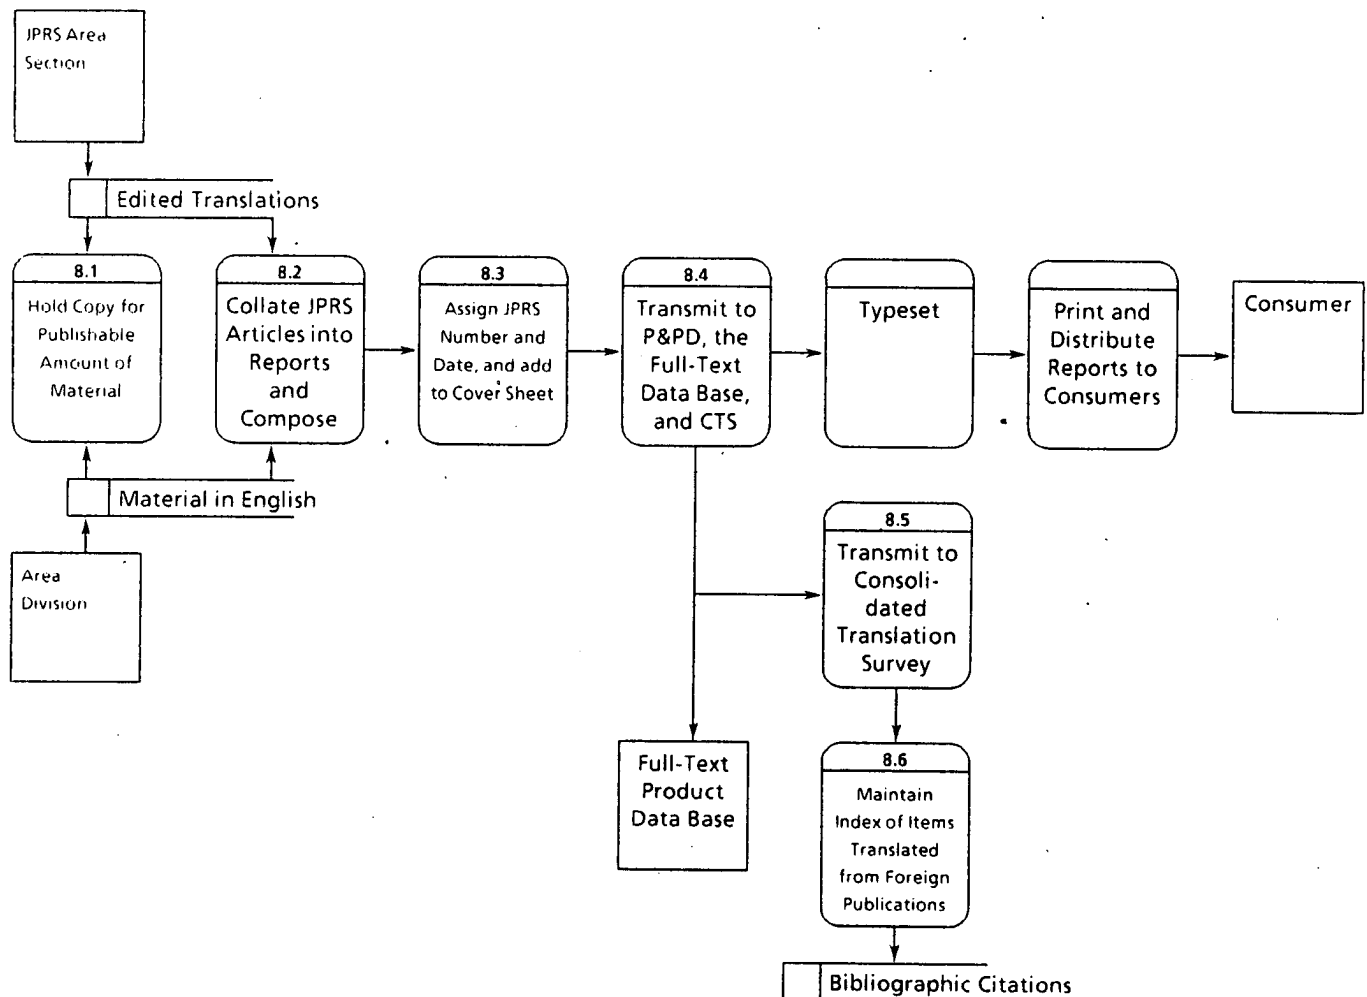 JPRS Area
Section
Edited Translations
8.1
Hold Copy for
Publishable
Amount of
Material
8.2
Collate JPRS
Articles into
Reports
and
Compose
8.3
Assign JPRS
Number and
Date, and add
to Cover Sheet
8.4
Transmit to
P&PD, the
Full-Text
Data Base,
and CTS
Typeset
Print and
Distribute
Reports to
Consumers
Consumer
Material in English
Area
Division
8.5
Transmit to
Consoli-
dated
Translation
Survey
Full-Text
Product
Data Base
8.6
Maintain
Index of Items
Translated
from Foreign
Publications
Bibliographic Citations